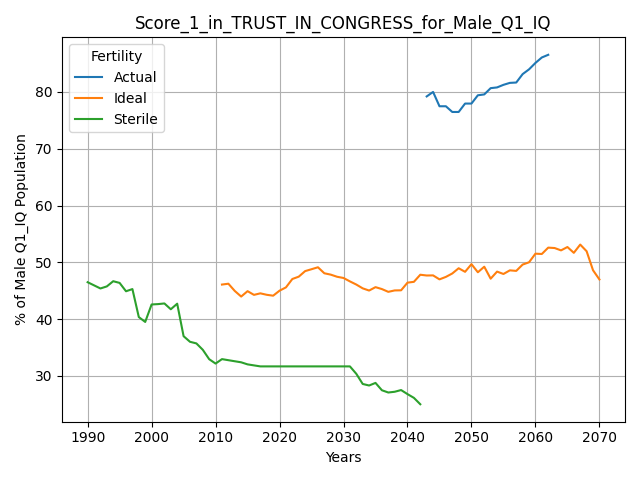 Score_1_in_TRUST_IN_CONGRESS_for_Male_Q1_IQ
Fertility
Actual
Ideal
Sterile
% of Male Q1_IQ Population
80
70
60
50
40
30
1990 2000 2010 2020 2030 2040 2050 2060 2070
Years